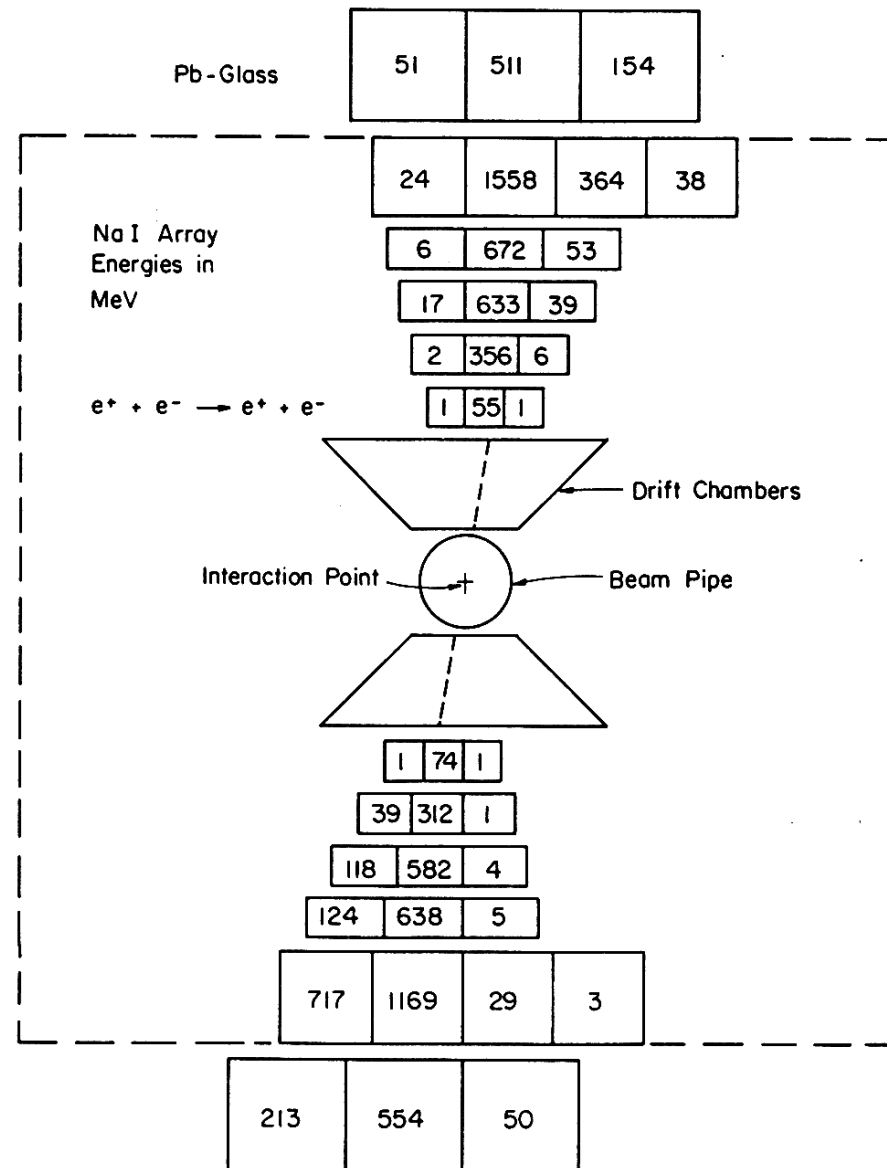 Pb-Glass
51 511 154
24 1558 364 38
Na I Array
Energies in
MeV
6 672 53
17 633 39
2 356 6
e⁺ + e⁻ → e⁺ + e⁻
1 55 1
Drift Chambers
Interaction Point
Beam Pipe
1 74 1
39 312 1
118 582 4
124 638 5
717 1169 29 3
213 554 50